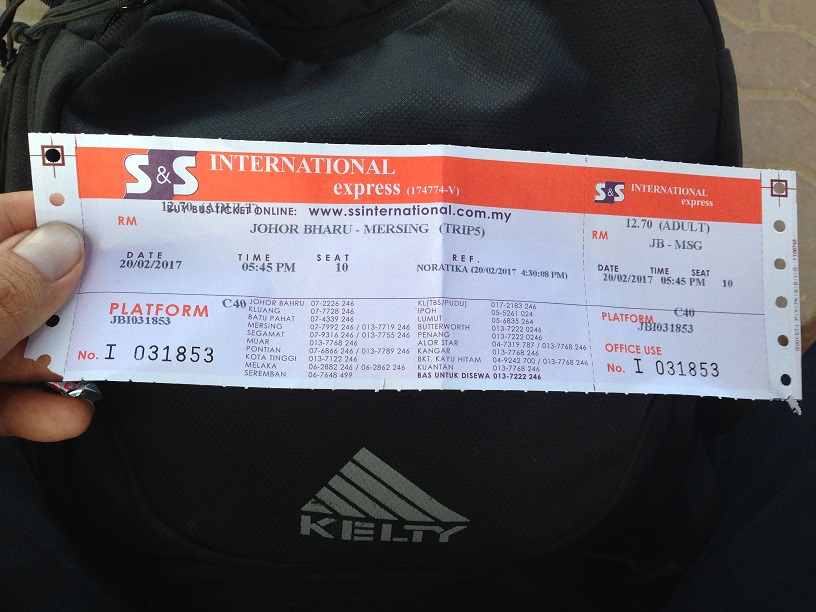 S&S INTERNATIONAL
express (174774-V)
12.70 (ADULT)
RM BUY BUS TICKET ONLINE: www.ssinternational.com.my
JOHOR BHARU - MERSING (TRIP5)
DATE TIME SEAT REF.
20/02/2017 05:45 PM 10 NORATIKA (20/02/2017 4:30:08 PM)
PLATFORM C40
JBI031853
No. I 031853
JOHOR BAHRU 07-2226 246
KLUANG 07-7728 246
BATU PAHAT 07-4339 246
MERSING 07-7992 246 / 013-7719 246
SEGAMAT 07-9316 246 / 013-7755 246
MUAR 013-7768 246
PONTIAN 07-6866 246 / 013-7789 246
KOTA TINGGI 013-7122 246
MELAKA 06-2882 246 / 06-2862 246
SEREMBAN 06-7648 499
KL(TBS/PUDU) 017-2183 246
IPOH 05-5261 024
LUMUT 05-6835 264
BUTTERWORTH 013-7222 0246
PENANG 013-7222 0246
ALOR STAR 04-7319 787 / 013-7768 246
KANGAR 013-7768 246
BKT. KAYU HITAM 04-9242 700 / 013-7768 246
KUANTAN 013-7768 246
BAS UNTUK DISEWA 013-7222 246
S&S INTERNATIONAL
express
12.70 (ADULT)
RM JB - MSG
DATE TIME SEAT
20/02/2017 05:45 PM 10
PLATFORM C40
JBI031853
OFFICE USE
No. I 031853
KELTY